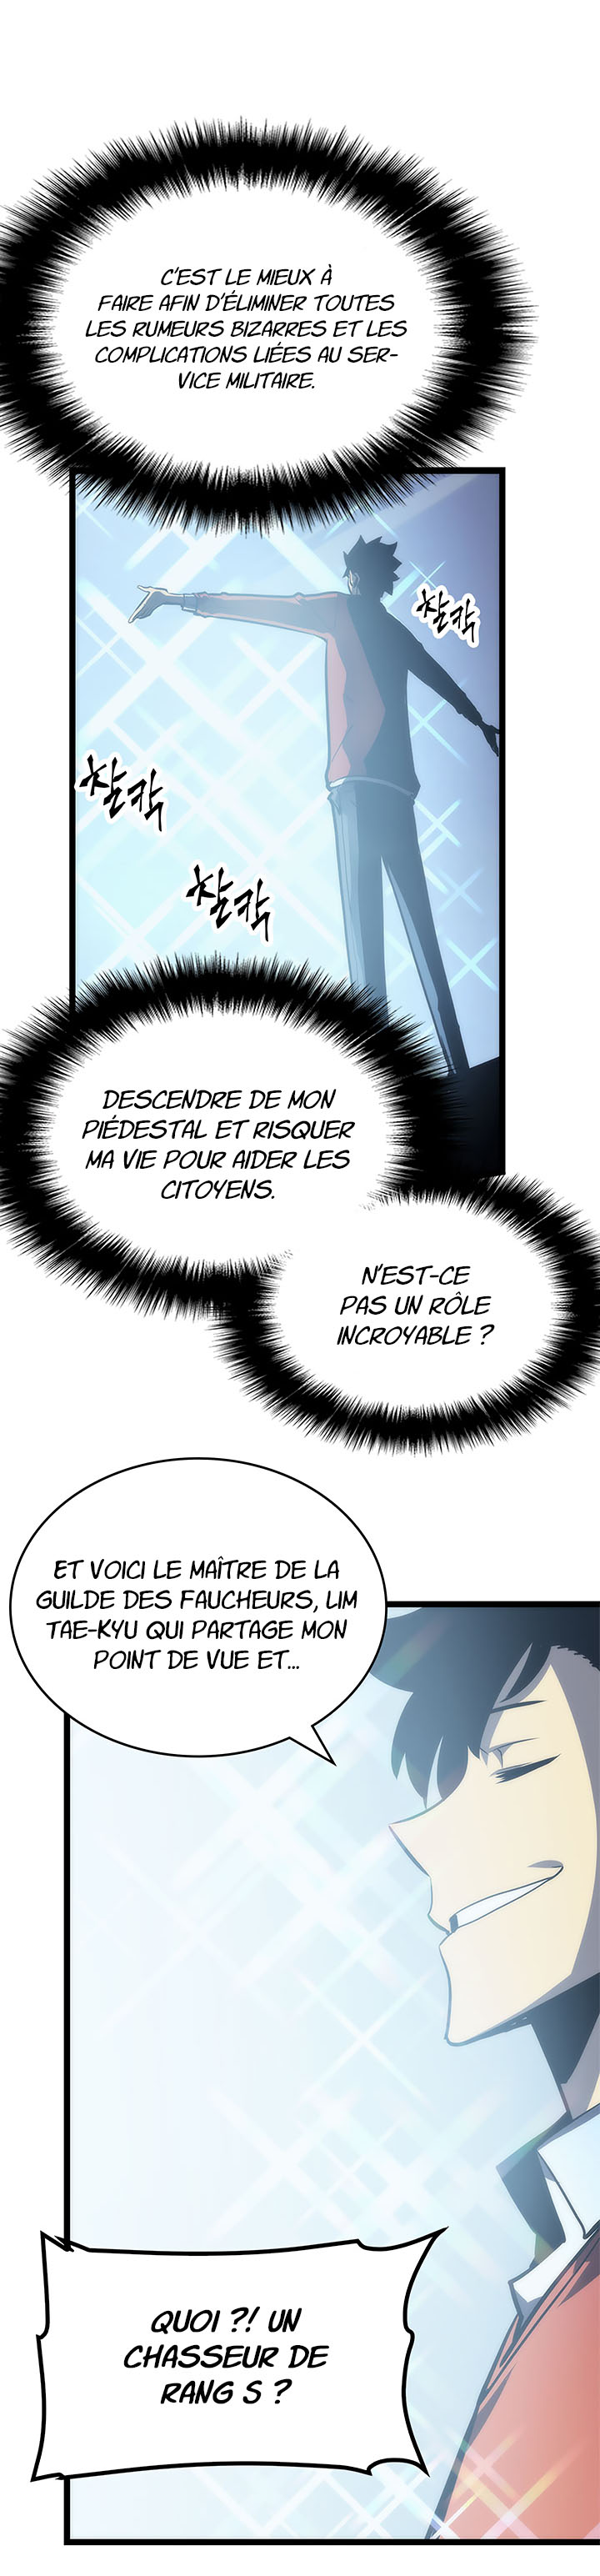 C'EST LE MIEUX À
FAIRE AFIN D'ÉLIMINER TOUTES
LES RUMEURS BIZARRES ET LES
COMPLICATIONS LIÉES AU SER-
VICE MILITAIRE.
찰칵
찰칵
찰칵
DESCENDRE DE MON
PIÉDESTAL ET RISQUER
MA VIE POUR AIDER LES
CITOYENS.
N'EST-CE
PAS UN RÔLE
INCROYABLE ?
ET VOICI LE MAÎTRE DE LA
GUILDE DES FAUCHEURS, LIM
TAE-KYU QUI PARTAGE MON
POINT DE VUE ET...
QUOI ?! UN
CHASSEUR DE
RANG S ?